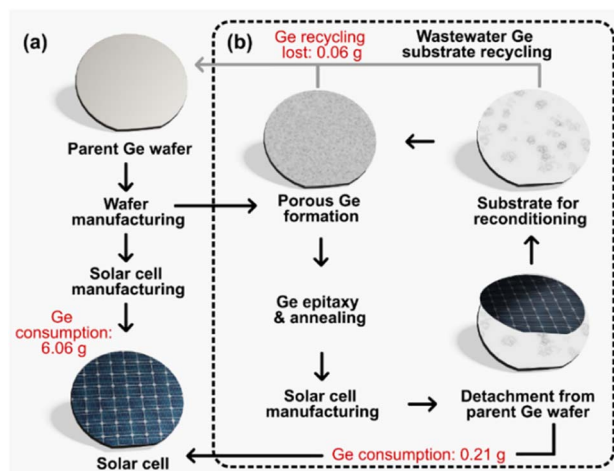 (a)
Parent Ge wafer
Wafer
manufacturing
Solar cell
manufacturing
Ge
consumption:
6.06 g
Solar cell
(b)
Ge recycling
lost: 0.06 g
Wastewater Ge
substrate recycling
Porous Ge
formation
Substrate for
reconditioning
Ge epitaxy
& annealing
Solar cell
manufacturing
Detachment from
parent Ge wafer
Ge consumption: 0.21 g